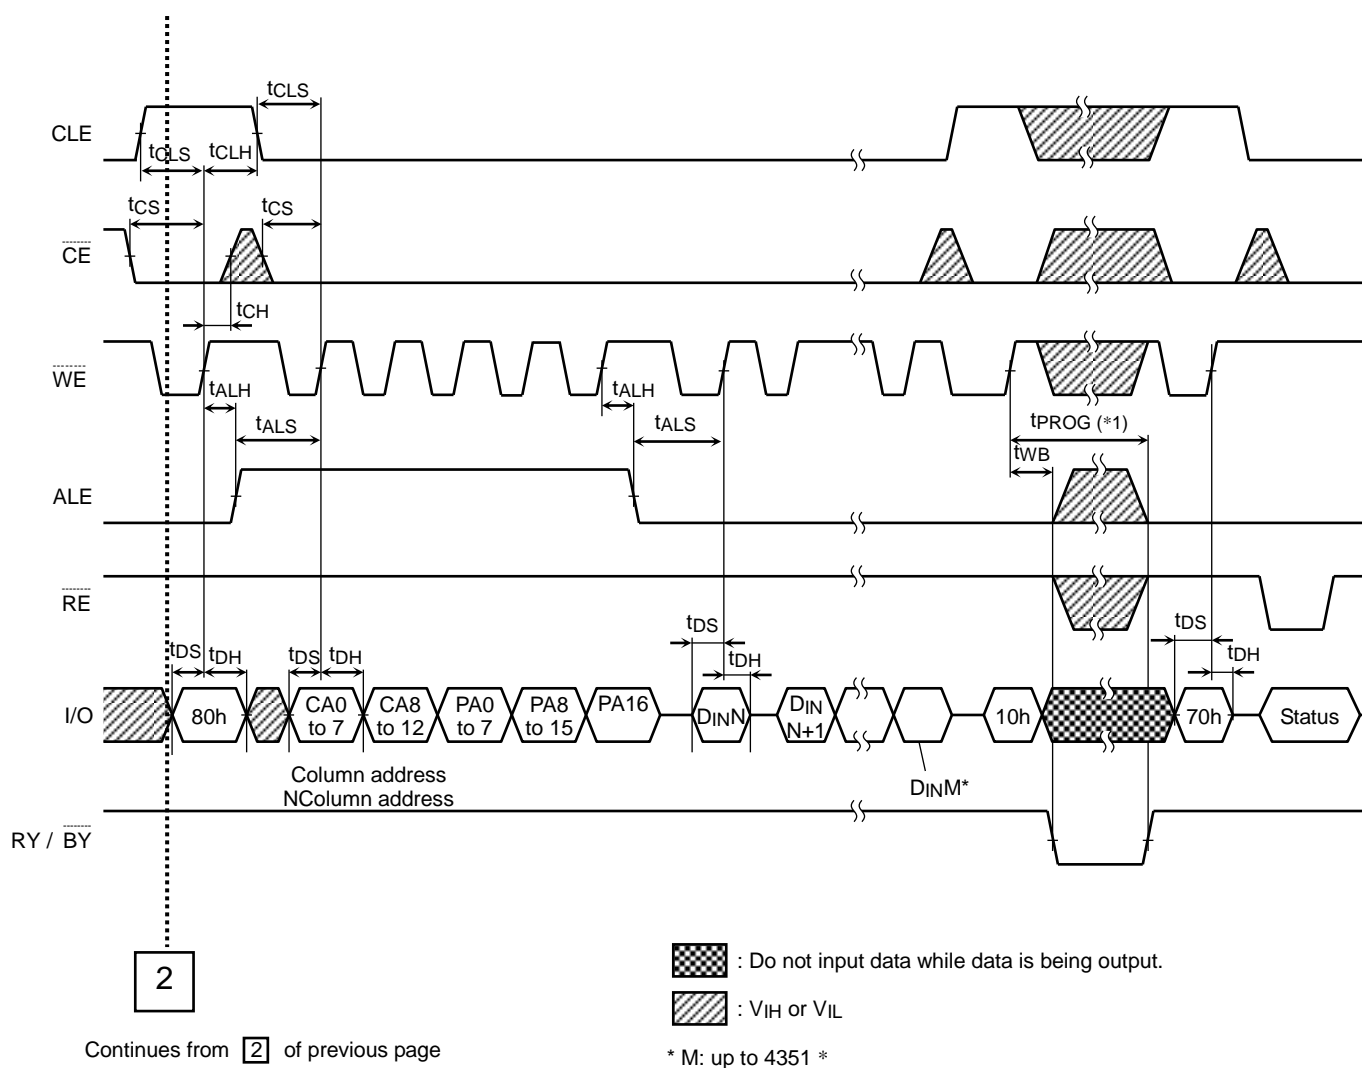 tCLS
CLE
tCLS tCLH
tCS tCS
CE
tCH
WE
tALH tALH
tALS tALS
tPROG (*1)
tWB
ALE
RE
tDS tDH tDS tDH tDS tDH tDS tDH
I/O 80h CA0 to 7 CA8 to 12 PA0 to 7 PA8 to 15 PA16 DINN DIN N+1 10h 70h Status
DINM*
Column address
NColumn address
RY / BY
2
: Do not input data while data is being output.
: VIH or VIL
Continues from 2 of previous page
* M: up to 4351 *